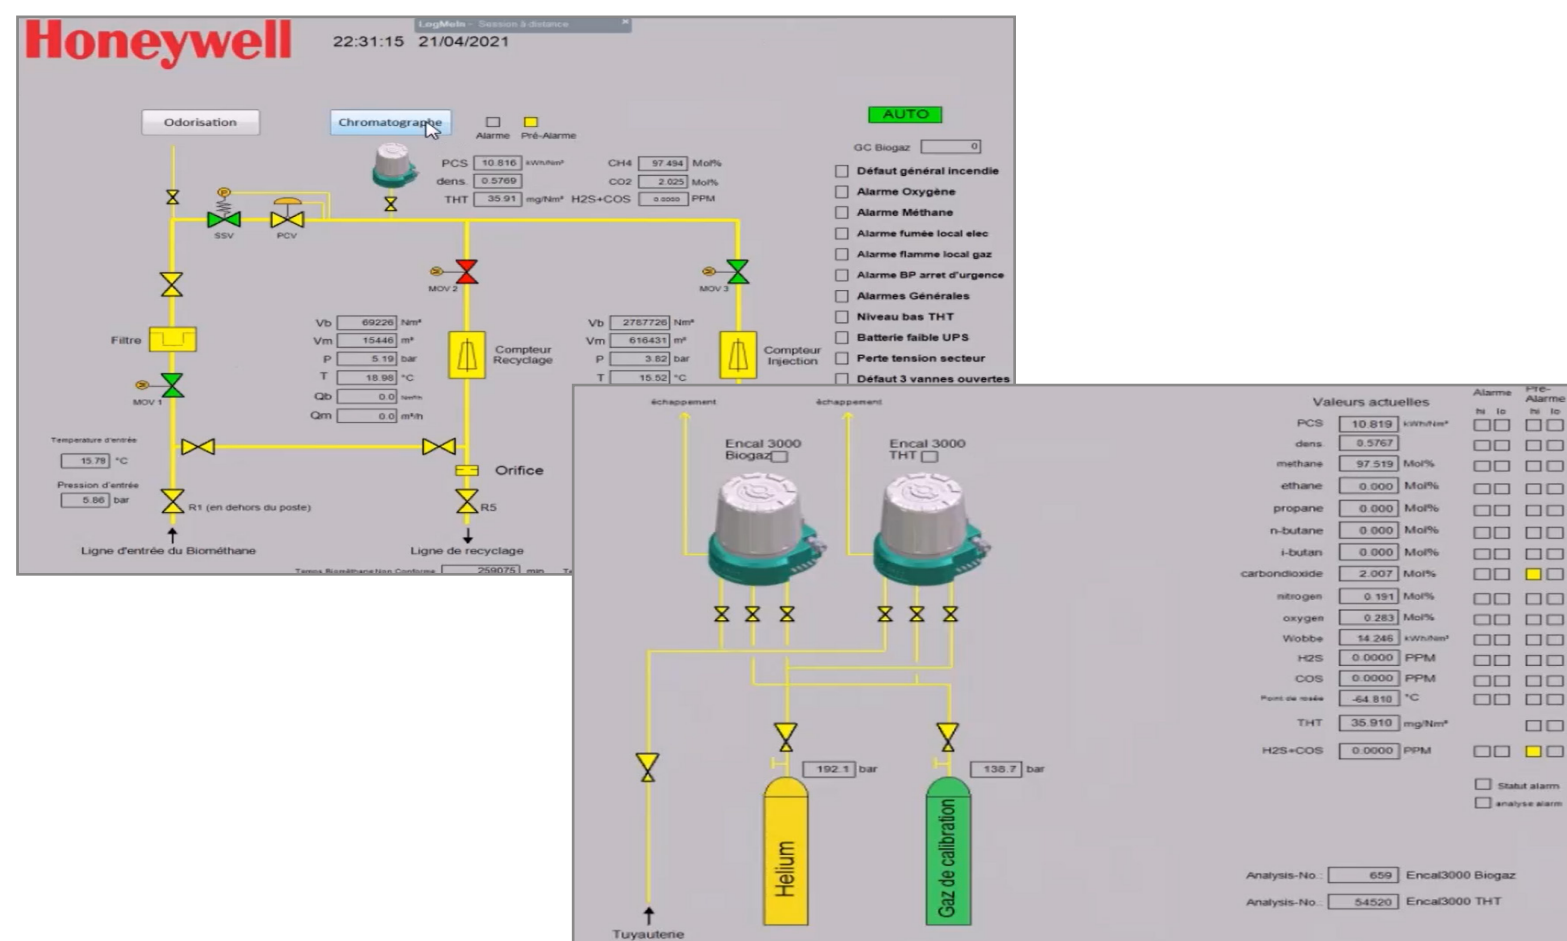 LogMeIn - Session à distance
Honeywell
22:31:15 21/04/2021
Odorisation
Chromatographe
Alarme Pré-Alarme
AUTO
GC Biogaz 0
PCS 10.816 kWh/Nm³ CH4 97.494 Mol%
dens. 0.5769 CO2 2.025 Mol%
THT 35.91 mg/Nm³ H2S+COS 0.0000 PPM
Défaut général incendie
Alarme Oxygène
Alarme Méthane
Alarme fumée local elec
Alarme flamme local gaz
Alarme BP arret d'urgence
Alarmes Générales
Niveau bas THT
Batterie faible UPS
Perte tension secteur
Défaut 3 vannes ouvertes
P
SSV
PCV
MOV 2
MOV 3
Filtre
MOV 1
Vb 69226 Nm³
Vm 15446 m³
P 5.19 bar
T 18.98 °C
Qb 0.0 Nm³/h
Qm 0.0 m³/h
Compteur
Recyclage
Vb 2787726 Nm³
Vm 616431 m³
P 3.82 bar
T 15.52 °C
Compteur
Injection
Temperature d'entrée
15.79 °C
Pression d'entrée
5.86 bar
R1 (en dehors du poste)
Orifice
R5
Ligne d'entrée du Biométhane
Ligne de recyclage
Temps Biométhane Non Conforme 259075 min
échappement
échappement
Encal 3000
Biogaz
Encal 3000
THT
192.1 bar
138.7 bar
Helium
Gaz de calibration
Tuyauterie
Valeurs actuelles
Alarme
Pré-
Alarme
hi lo hi lo
PCS 10.819 kWh/Nm³
dens. 0.5767
methane 97.519 Mol%
ethane 0.000 Mol%
propane 0.000 Mol%
n-butane 0.000 Mol%
i-butan 0.000 Mol%
carbondioxide 2.007 Mol%
nitrogen 0.191 Mol%
oxygen 0.283 Mol%
Wobbe 14.246 kWh/Nm³
H2S 0.0000 PPM
COS 0.0000 PPM
Point de rosée -64.810 °C
THT 35.910 mg/Nm³
H2S+COS 0.0000 PPM
Statut alarm
analyse alarm
Analysis-No.: 659 Encal3000 Biogaz
Analysis-No.: 54520 Encal3000 THT